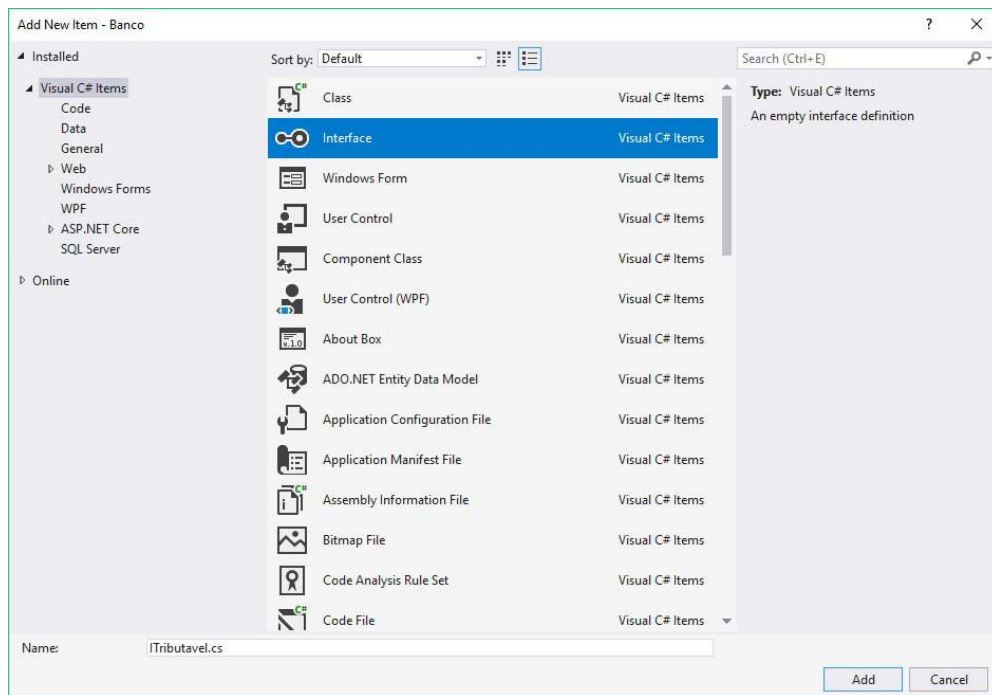 Add New Item - Banco
? ×
Installed
Visual C# Items
Code
Data
General
Web
Windows Forms
WPF
ASP.NET Core
SQL Server
Online
Sort by: Default
Class Visual C# Items
Interface Visual C# Items
Windows Form Visual C# Items
User Control Visual C# Items
Component Class Visual C# Items
User Control (WPF) Visual C# Items
About Box Visual C# Items
ADO.NET Entity Data Model Visual C# Items
Application Configuration File Visual C# Items
Application Manifest File Visual C# Items
Assembly Information File Visual C# Items
Bitmap File Visual C# Items
Code Analysis Rule Set Visual C# Items
Code File Visual C# Items
Search (Ctrl+E)
Type: Visual C# Items
An empty interface definition
Name: ITributavel.cs
Add Cancel